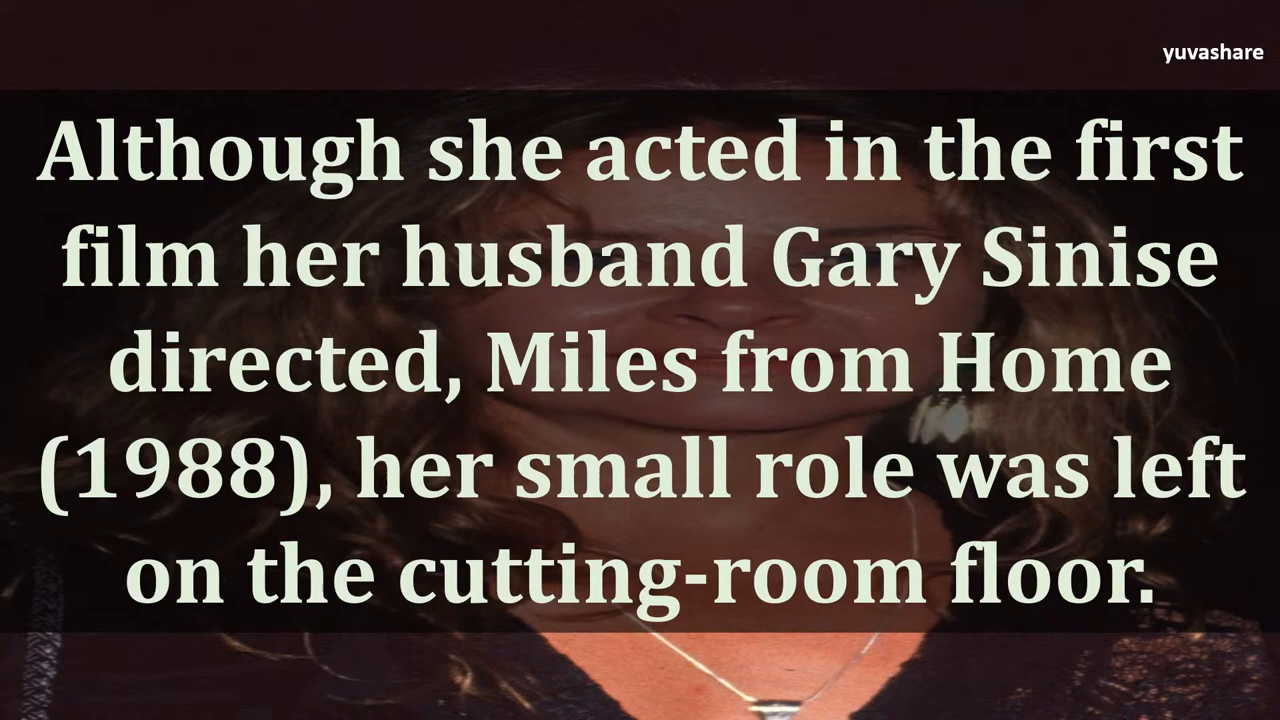 yuvashare
Although she acted in the first
film her husband Gary Sinise
directed, Miles from Home
(1988), her small role was left
on the cutting-room floor.